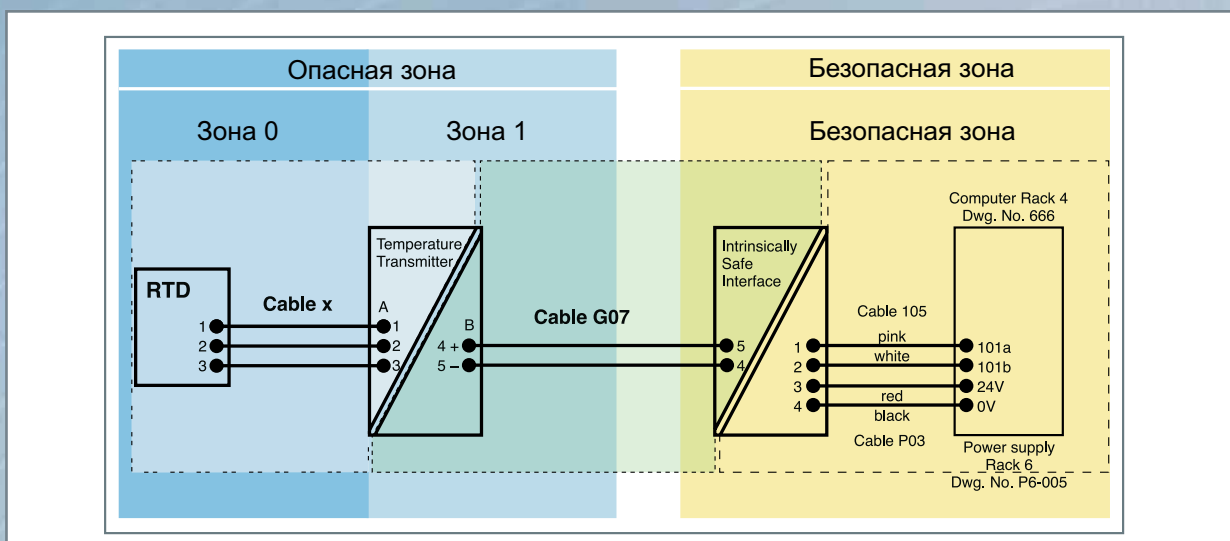 Опасная зона
Безопасная зона
Зона 0
Зона 1
Безопасная зона
Computer Rack 4
Dwg. No. 666
Temperature
Transmitter
Intrinsically
Safe
Interface
RTD
Cable x
A
B
Cable G07
Cable 105
1
2
3
1
2
3
4 +
5 –
5
4
1
2
3
4
pink
white
red
black
101a
101b
24V
0V
Cable P03
Power supply
Rack 6
Dwg. No. P6-005